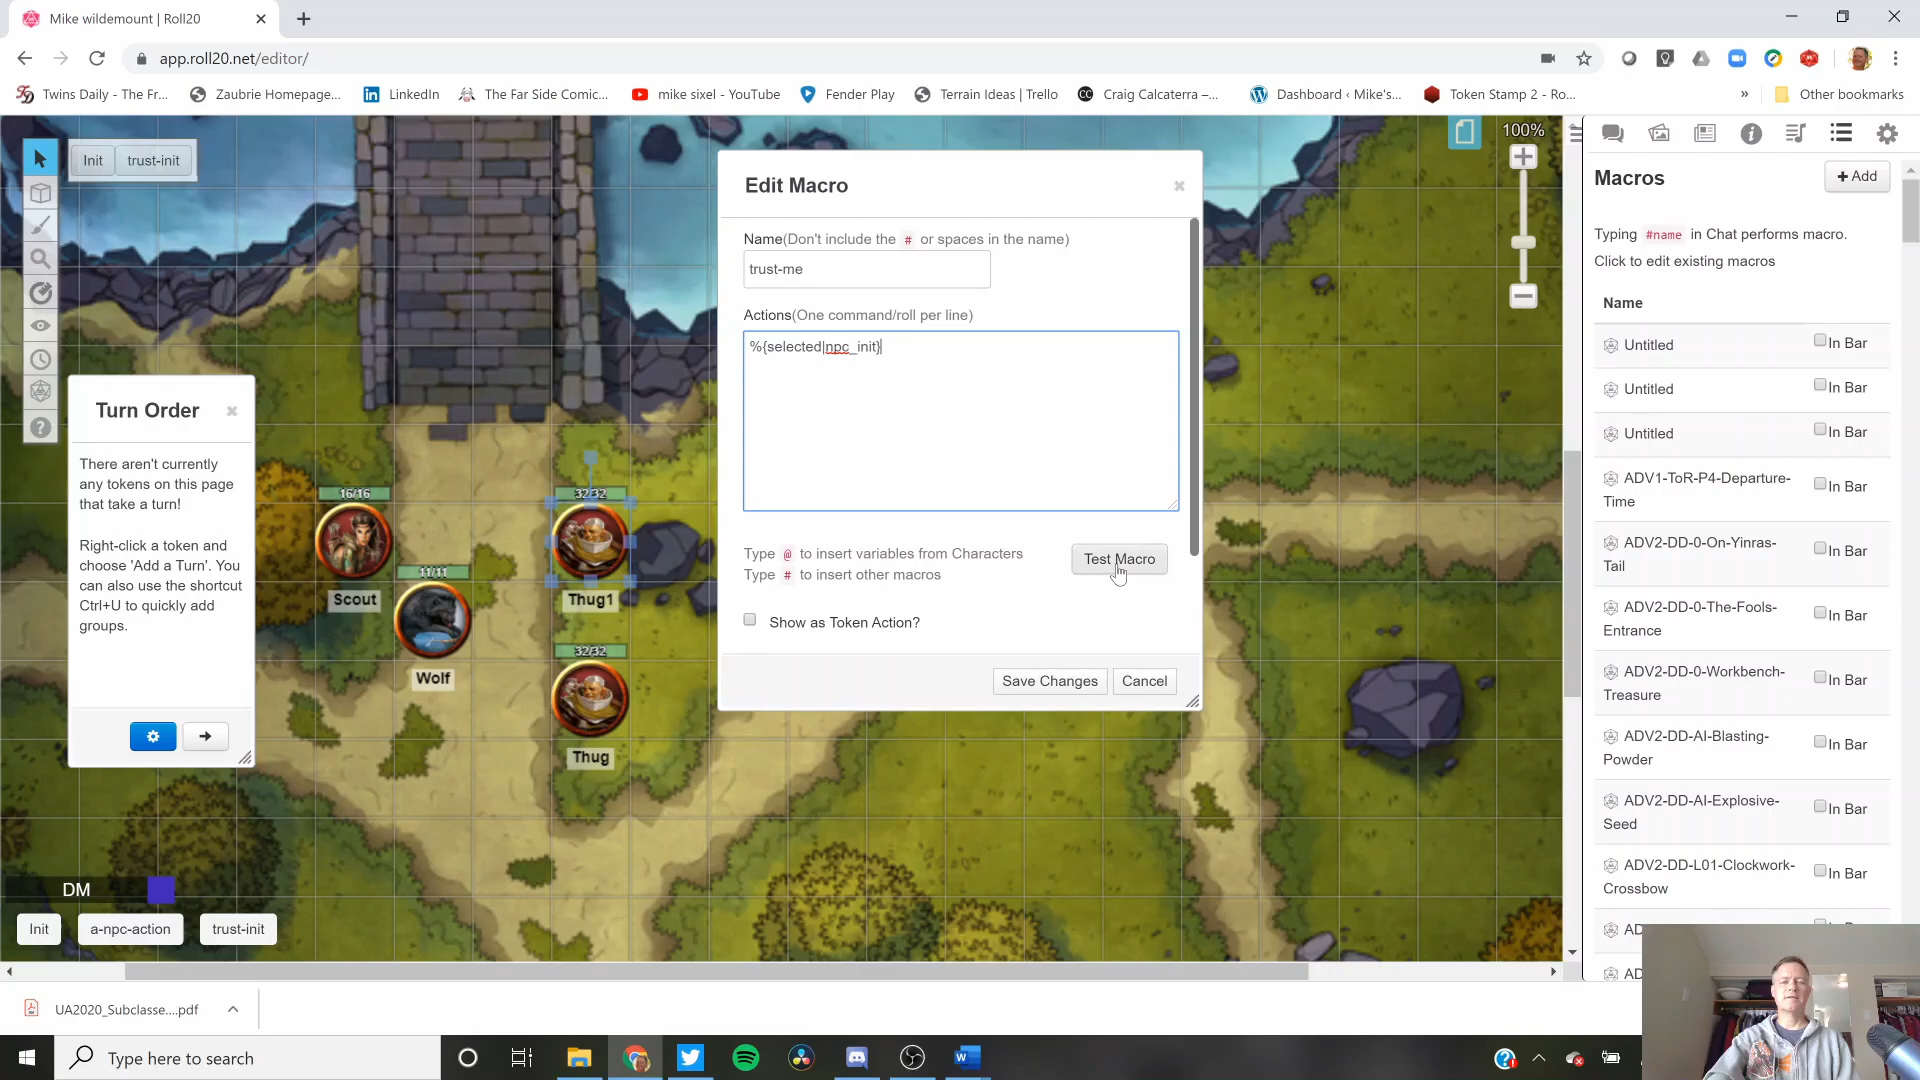 Mike wildemount | Roll20
app.roll20.net/editor/
Twins Daily - The Fr...
Zaubrie Homepage...
LinkedIn
The Far Side Comic...
mike sixel - YouTube
Fender Play
Terrain Ideas | Trello
Craig Calcaterra –...
Dashboard ‹ Mike's...
Token Stamp 2 - Ro...
»
Other bookmarks
Init
trust-init
100%
Edit Macro
Name(Don't include the # or spaces in the name)
trust-me
Actions(One command/roll per line)
%{selected|npc_init}
Type @ to insert variables from Characters
Type # to insert other macros
Test Macro
Show as Token Action?
Save Changes
Cancel
Turn Order
There aren't currently
any tokens on this page
that take a turn!
Right-click a token and
choose 'Add a Turn'. You
can also use the shortcut
Ctrl+U to quickly add
groups.
16/16
Scout
11/11
Wolf
32/32
Thug1
32/32
Thug
Macros
+ Add
Typing #name in Chat performs macro.
Click to edit existing macros
Name
Untitled
In Bar
Untitled
In Bar
Untitled
In Bar
ADV1-ToR-P4-Departure-
Time
In Bar
ADV2-DD-0-On-Yinras-
Tail
In Bar
ADV2-DD-0-The-Fools-
Entrance
In Bar
ADV2-DD-0-Workbench-
Treasure
In Bar
ADV2-DD-AI-Blasting-
Powder
In Bar
ADV2-DD-AI-Explosive-
Seed
In Bar
ADV2-DD-L01-Clockwork-
Crossbow
In Bar
DM
Init
a-npc-action
trust-init
UA2020_Subclasse....pdf
Type here to search